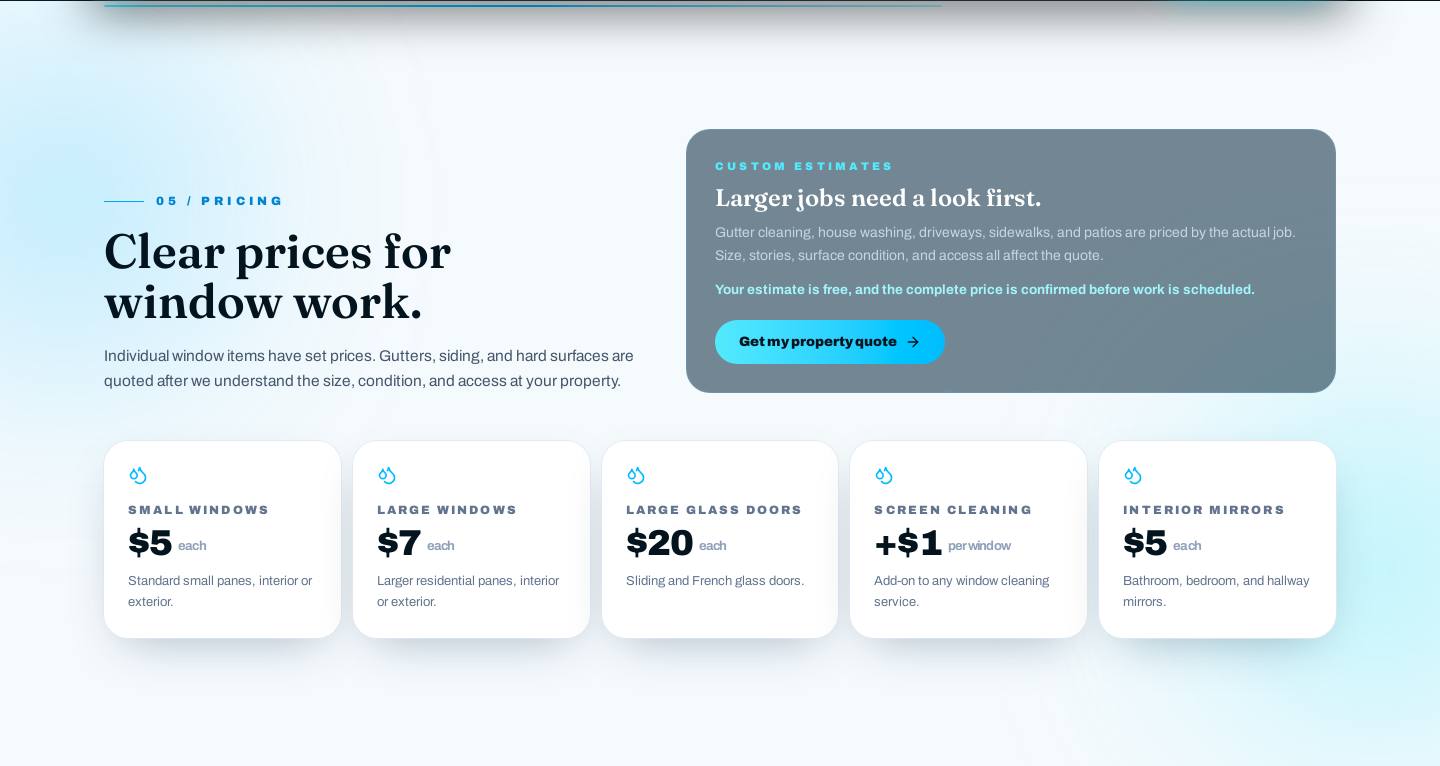 05 / PRICING
Clear prices for
window work.
Individual window items have set prices. Gutters, siding, and hard surfaces are
quoted after we understand the size, condition, and access at your property.
CUSTOM ESTIMATES
Larger jobs need a look first.
Gutter cleaning, house washing, driveways, sidewalks, and patios are priced by the actual job.
Size, stories, surface condition, and access all affect the quote.
Your estimate is free, and the complete price is confirmed before work is scheduled.
Get my property quote →
SMALL WINDOWS
$5 each
Standard small panes, interior or
exterior.
LARGE WINDOWS
$7 each
Larger residential panes, interior
or exterior.
LARGE GLASS DOORS
$20 each
Sliding and French glass doors.
SCREEN CLEANING
+$1 per window
Add-on to any window cleaning
service.
INTERIOR MIRRORS
$5 each
Bathroom, bedroom, and hallway
mirrors.